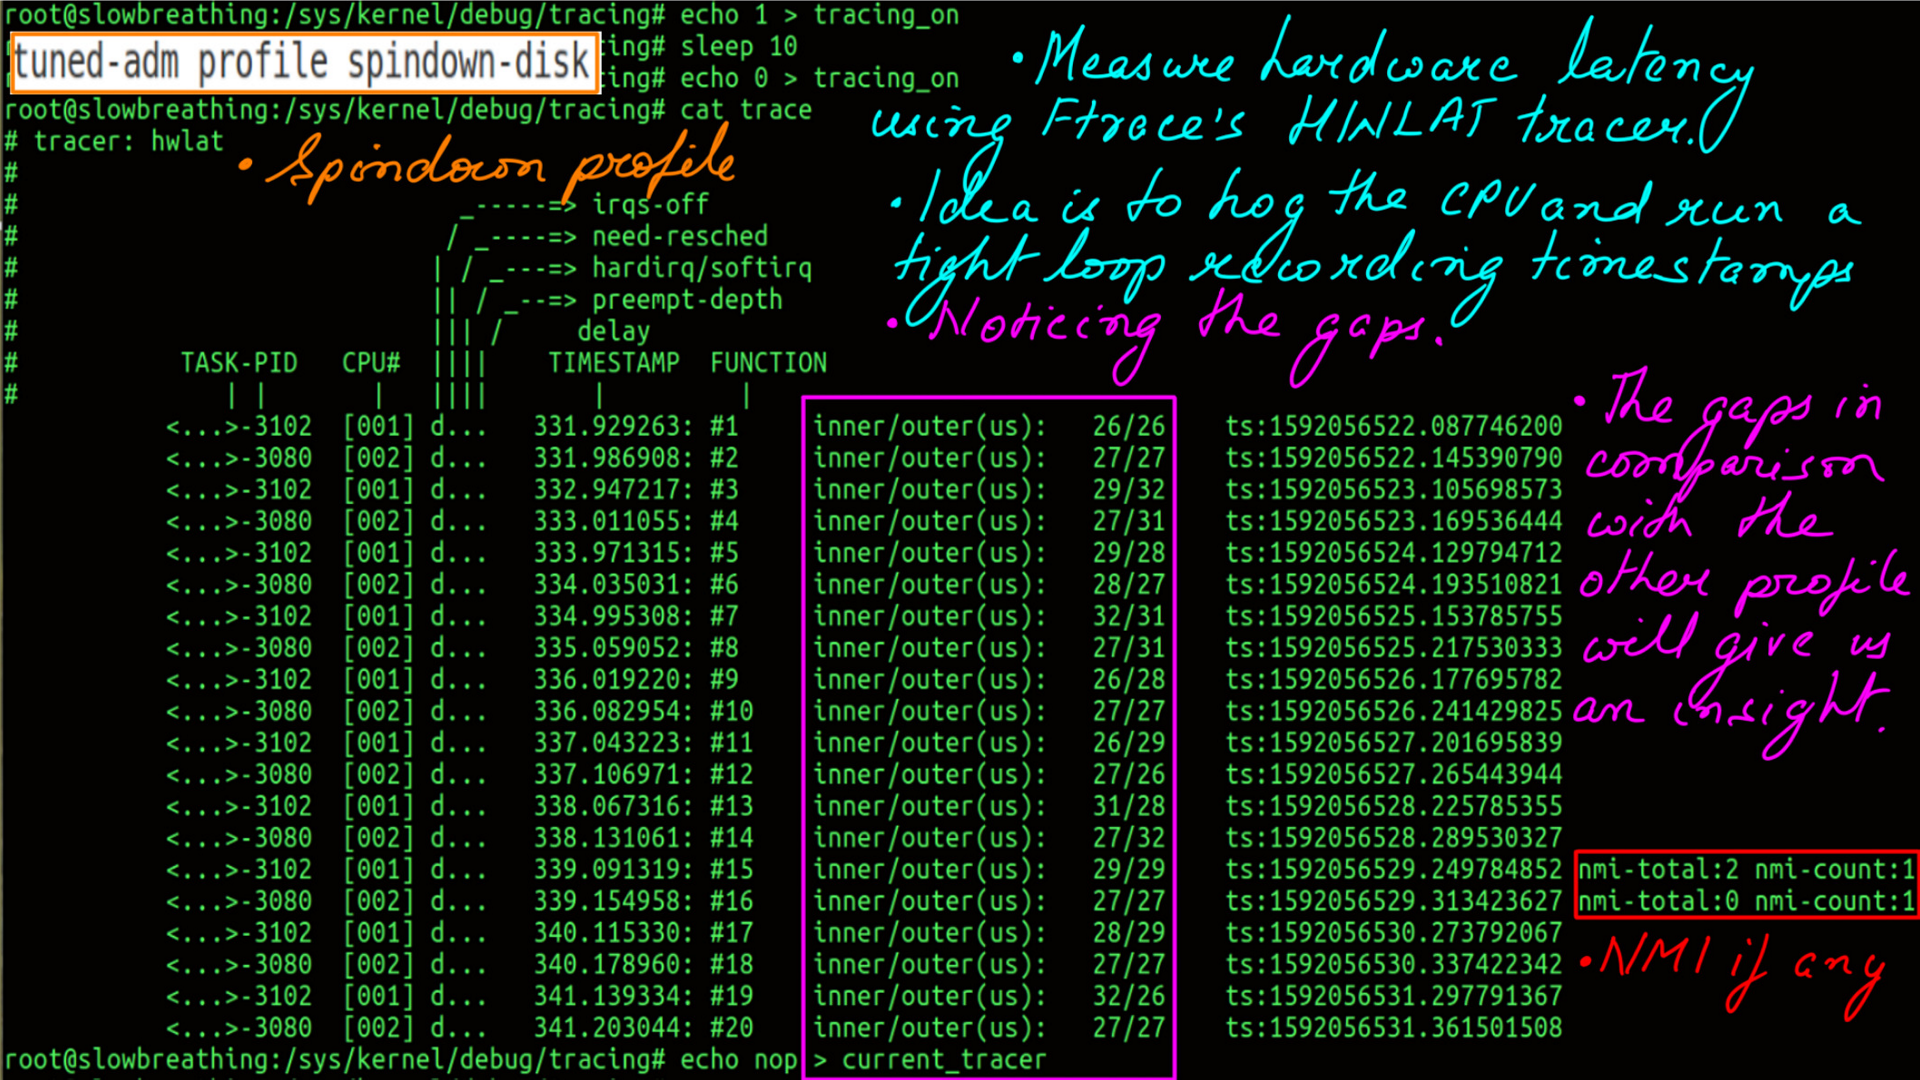 root@slowbreathing:/sys/kernel/debug/tracing# echo 1 > tracing_on
tuned-adm profile spindown-disk
ing# sleep 10
ing# echo 0 > tracing_on
root@slowbreathing:/sys/kernel/debug/tracing# cat trace
# tracer: hwlat
• Spindown profile
#
# _-----=> irqs-off
# / _----=> need-resched
# | / _---=> hardirq/softirq
# || / _--=> preempt-depth
# ||| / delay
# TASK-PID CPU# |||| TIMESTAMP FUNCTION
# | | | |||| | |
<...>-3102 [001] d... 331.929263: #1 inner/outer(us): 26/26 ts:1592056522.087746200
<...>-3080 [002] d... 331.986908: #2 inner/outer(us): 27/27 ts:1592056522.145390790
<...>-3102 [001] d... 332.947217: #3 inner/outer(us): 29/32 ts:1592056523.105698573
<...>-3080 [002] d... 333.011055: #4 inner/outer(us): 27/31 ts:1592056523.169536444
<...>-3102 [001] d... 333.971315: #5 inner/outer(us): 29/28 ts:1592056524.129794712
<...>-3080 [002] d... 334.035031: #6 inner/outer(us): 28/27 ts:1592056524.193510821
<...>-3102 [001] d... 334.995308: #7 inner/outer(us): 32/31 ts:1592056525.153785755
<...>-3080 [002] d... 335.059052: #8 inner/outer(us): 27/31 ts:1592056525.217530333
<...>-3102 [001] d... 336.019220: #9 inner/outer(us): 26/28 ts:1592056526.177695782
<...>-3080 [002] d... 336.082954: #10 inner/outer(us): 27/27 ts:1592056526.241429825
<...>-3102 [001] d... 337.043223: #11 inner/outer(us): 26/29 ts:1592056527.201695839
<...>-3080 [002] d... 337.106971: #12 inner/outer(us): 27/26 ts:1592056527.265443944
<...>-3102 [001] d... 338.067316: #13 inner/outer(us): 31/28 ts:1592056528.225785355
<...>-3080 [002] d... 338.131061: #14 inner/outer(us): 27/32 ts:1592056528.289530327
<...>-3102 [001] d... 339.091319: #15 inner/outer(us): 29/29 ts:1592056529.249784852 nmi-total:2 nmi-count:1
<...>-3080 [002] d... 339.154958: #16 inner/outer(us): 27/27 ts:1592056529.313423627 nmi-total:0 nmi-count:1
<...>-3102 [001] d... 340.115330: #17 inner/outer(us): 28/29 ts:1592056530.273792067
<...>-3080 [002] d... 340.178960: #18 inner/outer(us): 27/27 ts:1592056530.337422342
<...>-3102 [001] d... 341.139334: #19 inner/outer(us): 32/26 ts:1592056531.297791367
<...>-3080 [002] d... 341.203044: #20 inner/outer(us): 27/27 ts:1592056531.361501508
root@slowbreathing:/sys/kernel/debug/tracing# echo nop > current_tracer
• Measure hardware latency
using Ftrace's HWLAT tracer.
• Idea is to hog the CPU and run a
tight loop recording timestamps
• Noticing the gaps.
• The gaps in
comparison
with the
other profile
will give us
an insight.
• NMI if any